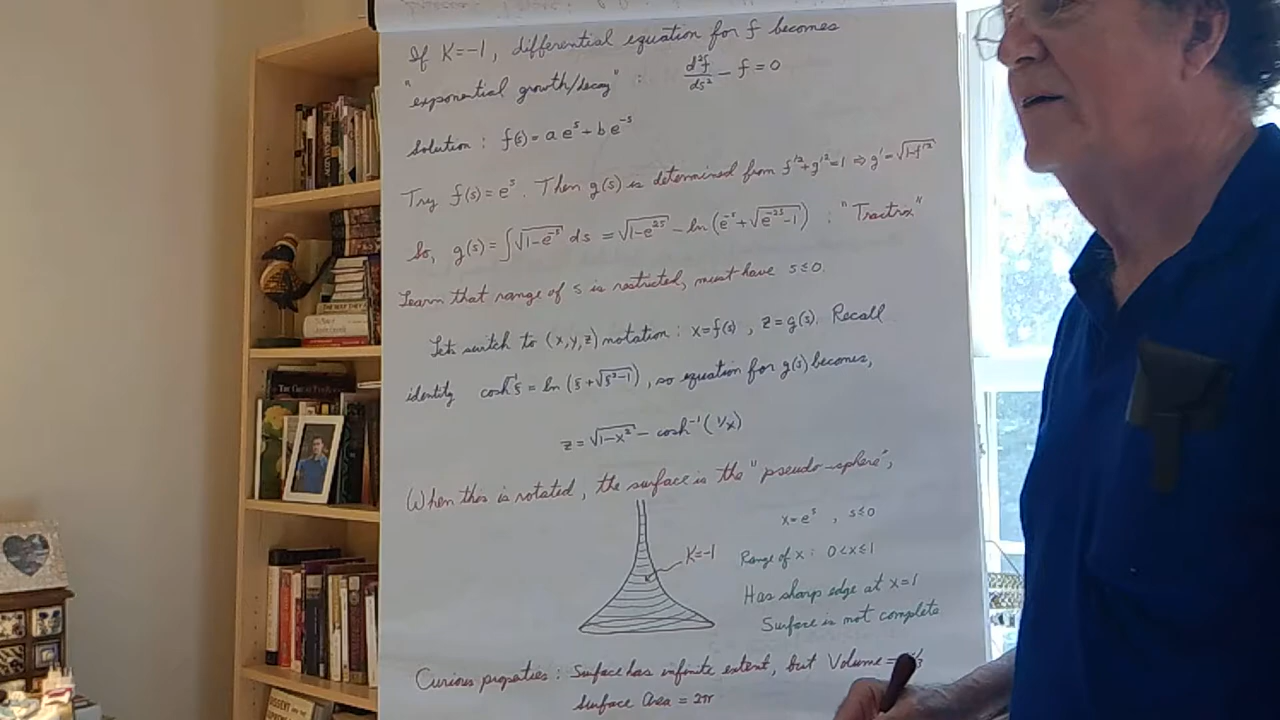 If K=-1, differential equation for f becomes
"exponential growth/decay" : d²f/ds² - f = 0
Solution : f(s) = a e^s + b e^-s
Try f(s) = e^s. Then g(s) is determined from f'²+g'²=1 ⇒ g'=√(1-f'²)
So, g(s) = ∫√(1-e^-s) ds = √(1-e^2s) - ln(e^-s + √(e^-2s -1)) : "Tractrix"
Learn that range of s is restricted, must have s≤0.
Lets switch to (x,y,z) notation : x=f(s), z=g(s). Recall
identity cosh⁻¹ξ = ln(ξ+√(ξ²-1)), so equation for g(s) becomes,
z = √(1-x²) - cosh⁻¹(1/x)
When this is rotated, the surface is the "pseudo-sphere",
x=e^s , s≤0
K=-1
Range of x: 0<x≤1
Has sharp edge at x=1
Surface is not complete
Curious properties : Surface has infinite extent, but Volume =
Surface Area = 2π